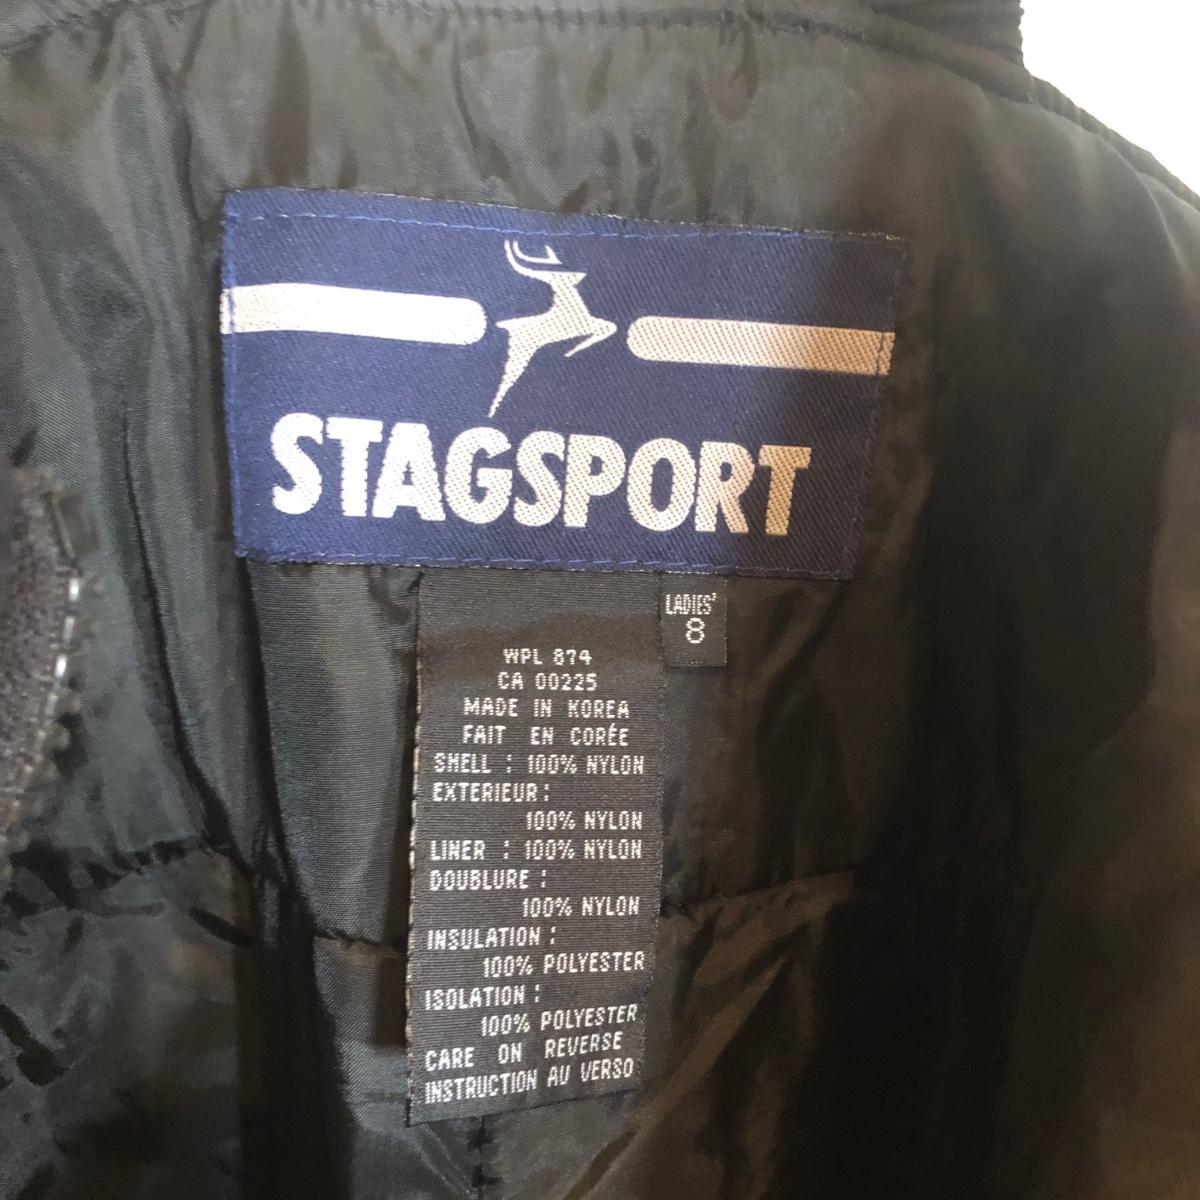 STAGSPORT
LADIES'
8
WPL 874
CA 00225
MADE IN KOREA
FAIT EN CORÉE
SHELL : 100% NYLON
EXTERIEUR :
100% NYLON
LINER : 100% NYLON
DOUBLURE :
100% NYLON
INSULATION :
100% POLYESTER
ISOLATION :
100% POLYESTER
CARE ON REVERSE
INSTRUCTION AU VERSO